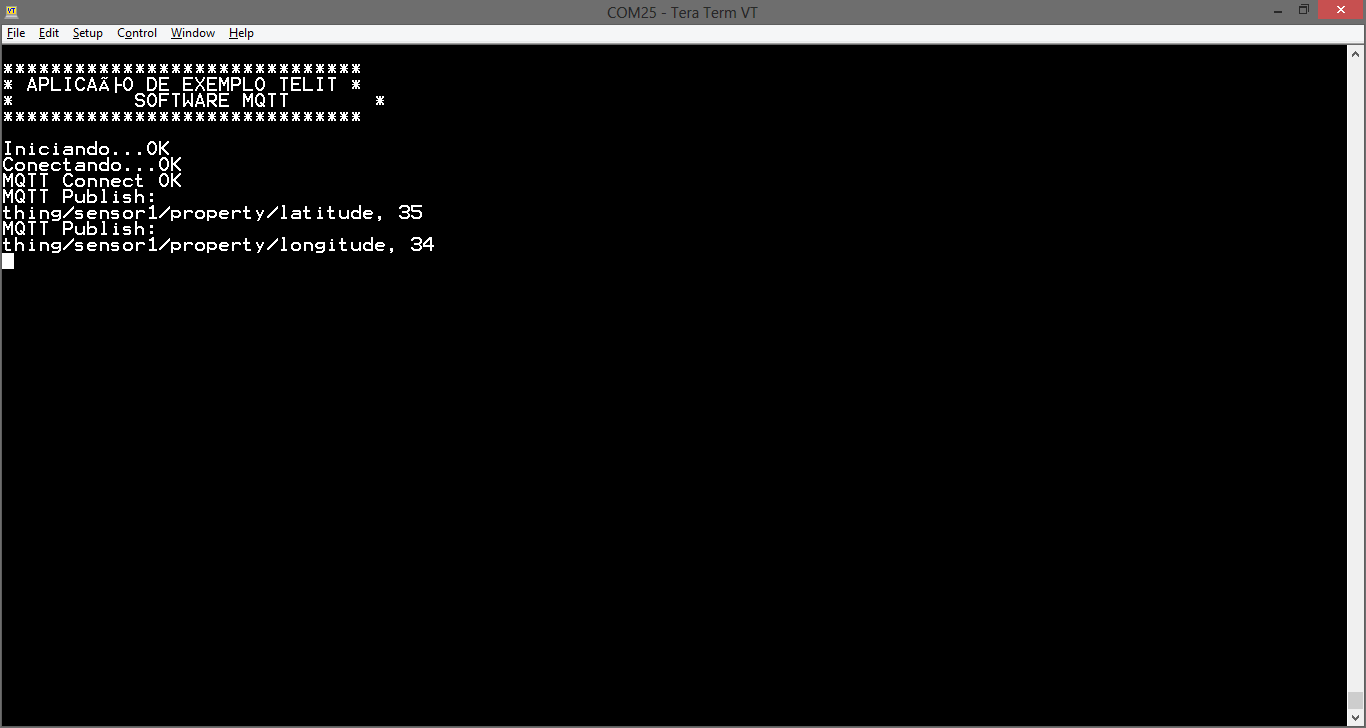 COM25 - Tera Term VT
File Edit Setup Control Window Help
******************************
* APLICAÃ├O DE EXEMPLO TELIT *
* SOFTWARE MQTT *
******************************
Iniciando...OK
Conectando...OK
MQTT Connect OK
MQTT Publish:
thing/sensor1/property/latitude, 35
MQTT Publish:
thing/sensor1/property/longitude, 34